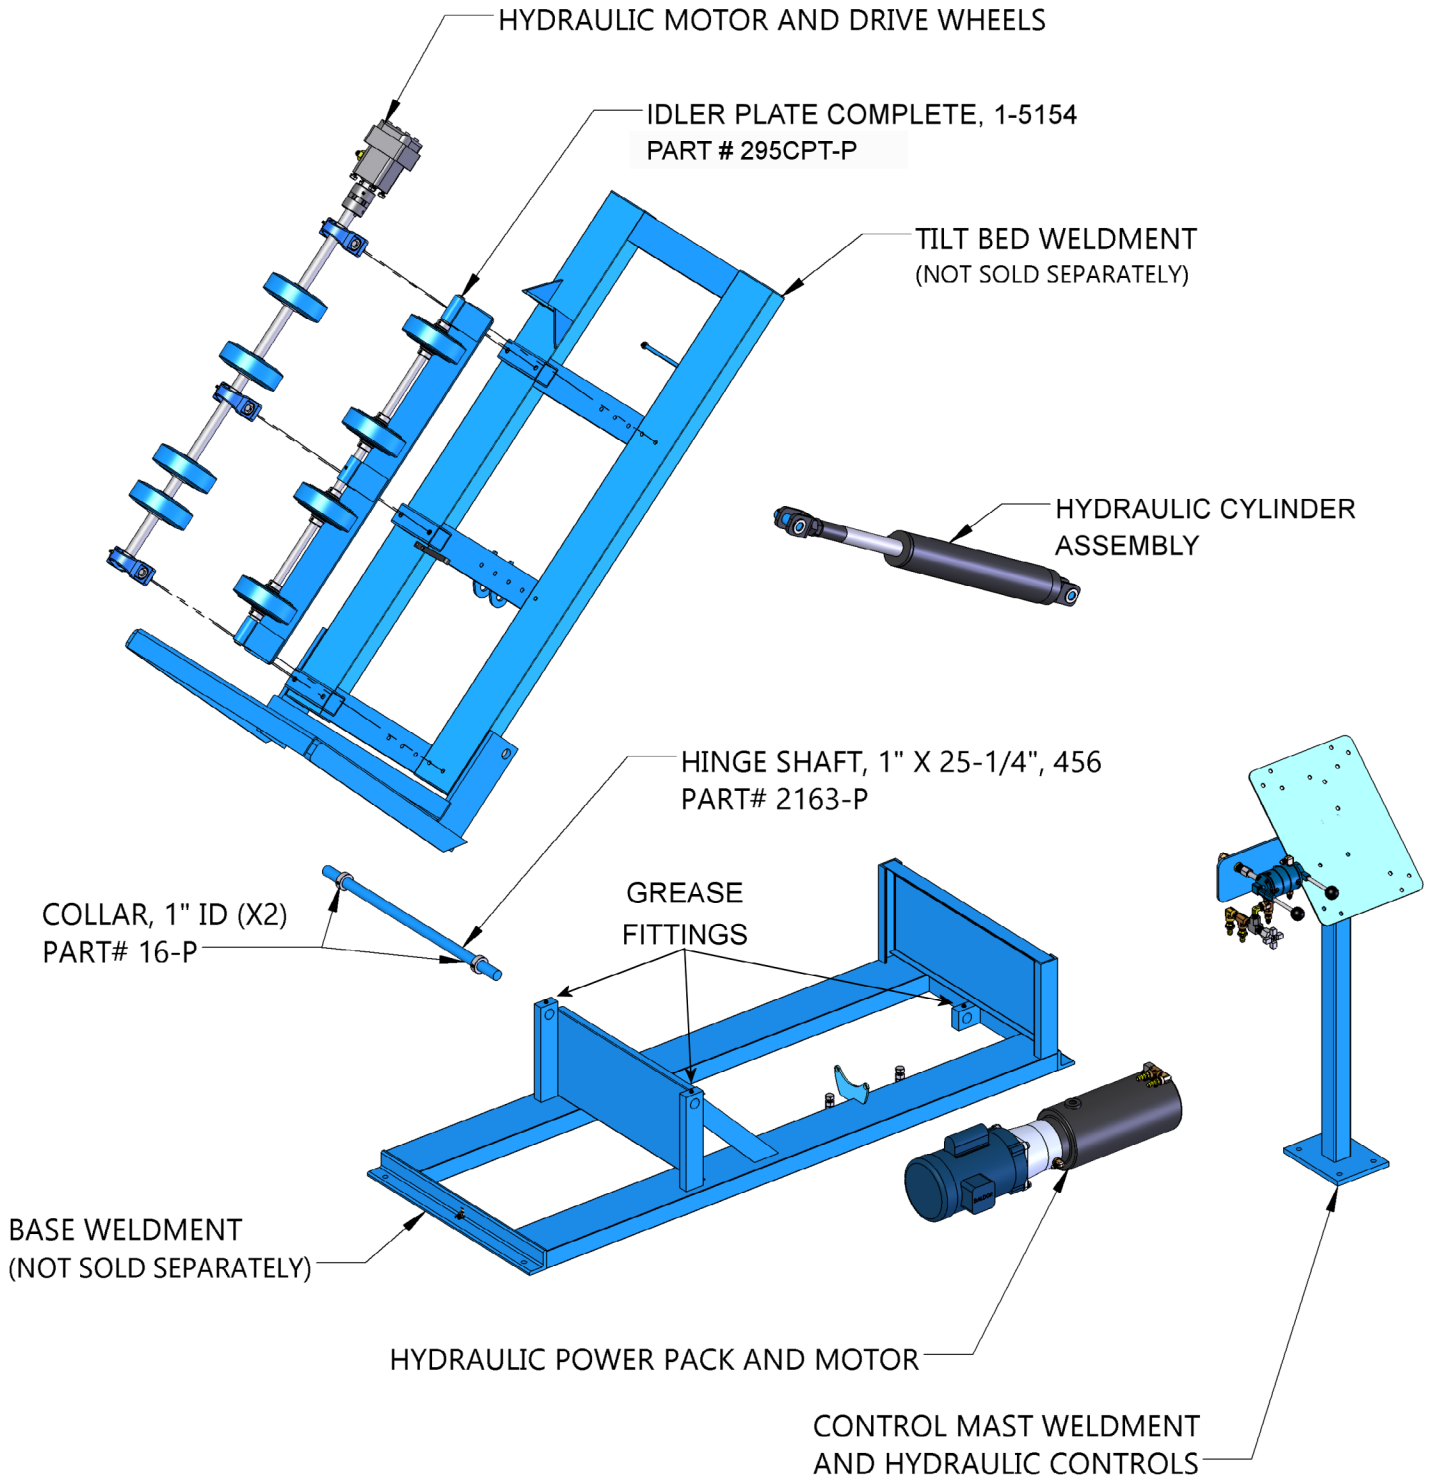 HYDRAULIC MOTOR AND DRIVE WHEELS
IDLER PLATE COMPLETE, 1-5154
PART # 295CPT-P
TILT BED WELDMENT
(NOT SOLD SEPARATELY)
HYDRAULIC CYLINDER
ASSEMBLY
HINGE SHAFT, 1" X 25-1/4", 456
PART# 2163-P
GREASE
FITTINGS
COLLAR, 1" ID (X2)
PART# 16-P
BALDOR
BASE WELDMENT
(NOT SOLD SEPARATELY)
HYDRAULIC POWER PACK AND MOTOR
CONTROL MAST WELDMENT
AND HYDRAULIC CONTROLS